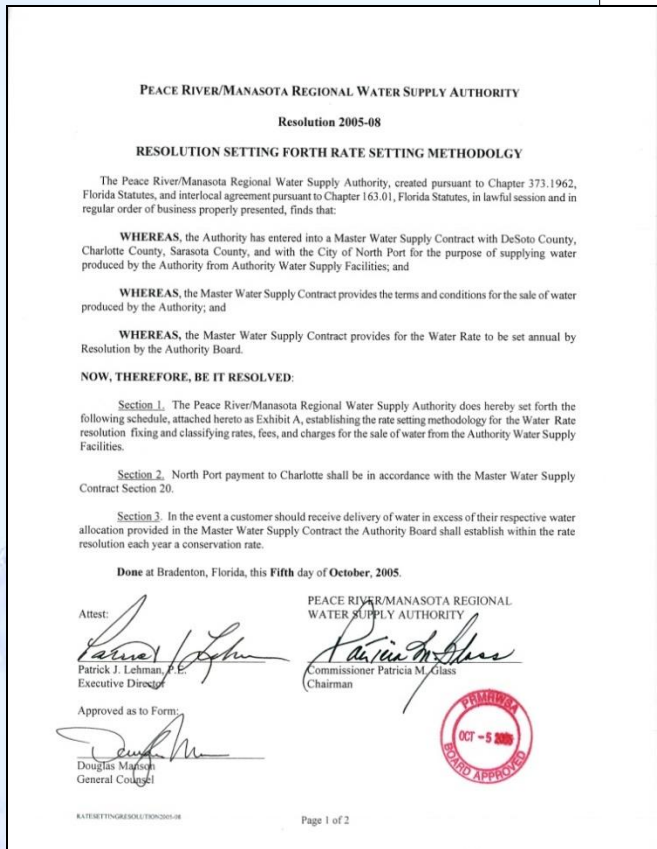 PEACE RIVER/MANASOTA REGIONAL WATER SUPPLY AUTHORITY
Resolution 2005-08
RESOLUTION SETTING FORTH RATE SETTING METHODOLGY
The Peace River/Manasota Regional Water Supply Authority, created pursuant to Chapter 373.1962,
Florida Statutes, and interlocal agreement pursuant to Chapter 163.01, Florida Statutes, in lawful session and in
regular order of business properly presented, finds that:
WHEREAS, the Authority has entered into a Master Water Supply Contract with DeSoto County,
Charlotte County, Sarasota County, and with the City of North Port for the purpose of supplying water
produced by the Authority from Authority Water Supply Facilities; and
WHEREAS, the Master Water Supply Contract provides the terms and conditions for the sale of water
produced by the Authority; and
WHEREAS, the Master Water Supply Contract provides for the Water Rate to be set annual by
Resolution by the Authority Board.
NOW, THEREFORE, BE IT RESOLVED:
Section 1. The Peace River/Manasota Regional Water Supply Authority does hereby set forth the
following schedule, attached hereto as Exhibit A, establishing the rate setting methodology for the Water Rate
resolution fixing and classifying rates, fees, and charges for the sale of water from the Authority Water Supply
Facilities.
Section 2. North Port payment to Charlotte shall be in accordance with the Master Water Supply
Contract Section 20.
Section 3. In the event a customer should receive delivery of water in excess of their respective water
allocation provided in the Master Water Supply Contract the Authority Board shall establish within the rate
resolution each year a conservation rate.
Done at Bradenton, Florida, this Fifth day of October, 2005.
PEACE RIVER/MANASOTA REGIONAL
WATER SUPPLY AUTHORITY
Attest:
Patrick J. Lehman, P.E.
Executive Director
Patricia M. Glass
Commissioner Patricia M. Glass
Chairman
Approved as to Form:
Douglas Manson
General Counsel
PRMRWSA
OCT - 5 2005
BOARD APPROVED
RATESETTINGRESOLUTION2005-08
Page 1 of 2